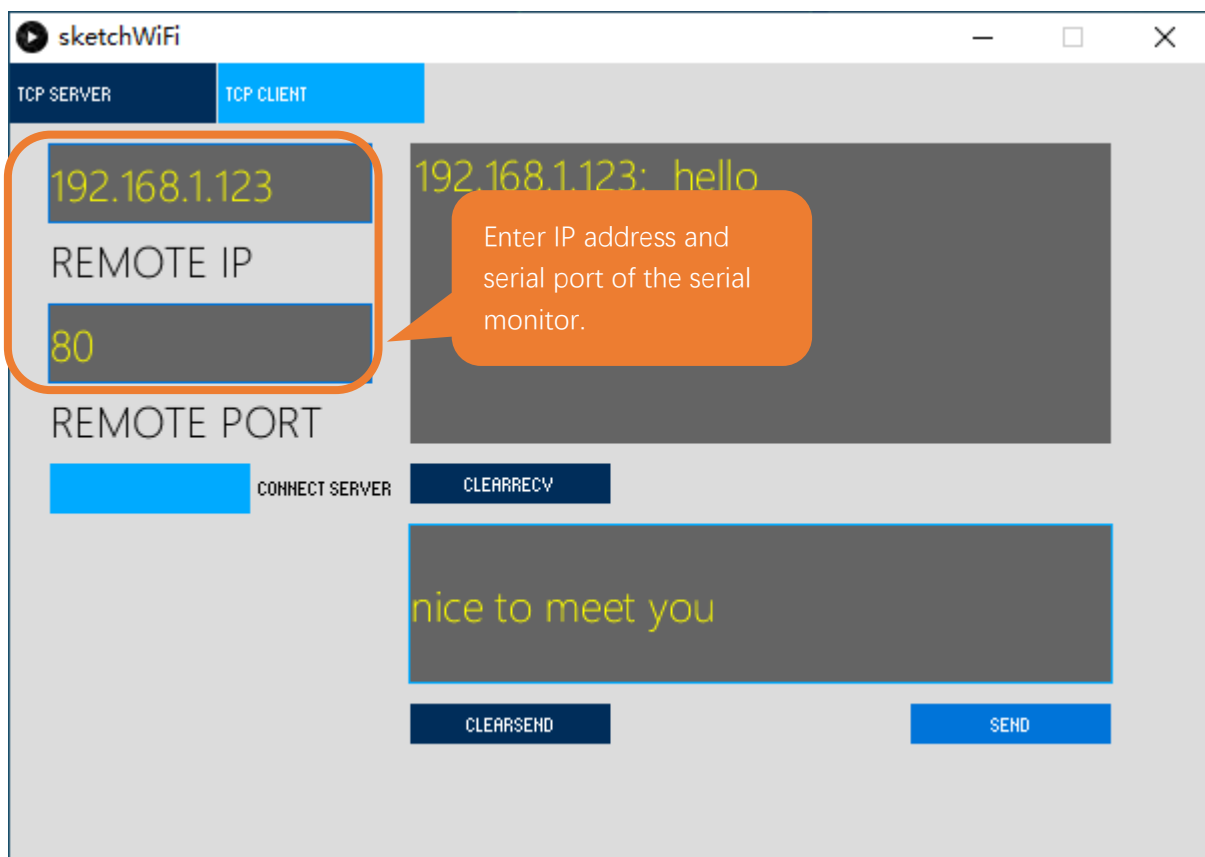 sketchWiFi
TCP SERVER
TCP CLIENT
192.168.1.123
REMOTE IP
80
REMOTE PORT
CONNECT SERVER
192.168.1.123: hello
Enter IP address and
serial port of the serial
monitor.
CLEARRECV
nice to meet you
CLEARSEND
SEND